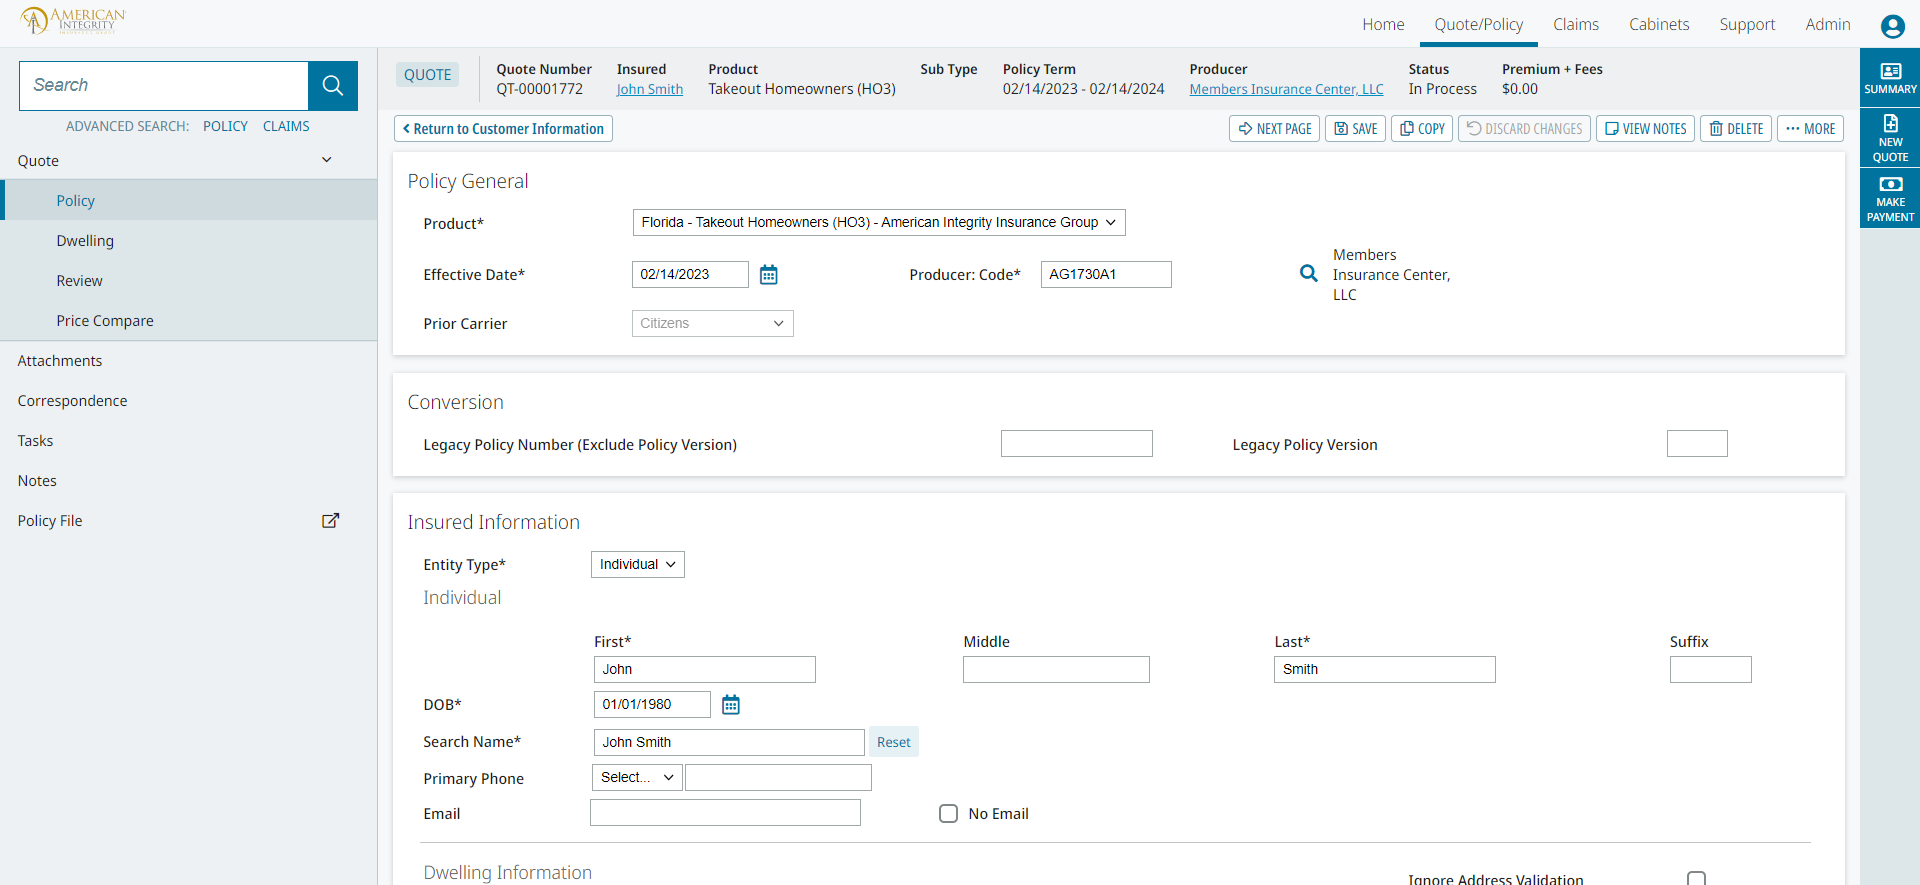 AMERICAN
INTEGRITY
INSURANCE GROUP
Home
Quote/Policy
Claims
Cabinets
Support
Admin
Search
ADVANCED SEARCH: POLICY CLAIMS
Quote
Policy
Dwelling
Review
Price Compare
Attachments
Correspondence
Tasks
Notes
Policy File
QUOTE
Quote Number
QT-00001772
Insured
John Smith
Product
Takeout Homeowners (HO3)
Sub Type
Policy Term
02/14/2023 - 02/14/2024
Producer
Members Insurance Center, LLC
Status
In Process
Premium + Fees
$0.00
Return to Customer Information
NEXT PAGE
SAVE
COPY
DISCARD CHANGES
VIEW NOTES
DELETE
MORE
SUMMARY
NEW
QUOTE
MAKE
PAYMENT
Policy General
Product* Florida - Takeout Homeowners (HO3) - American Integrity Insurance Group
Effective Date* 02/14/2023 Producer: Code* AG1730A1
Members
Insurance Center,
LLC
Prior Carrier Citizens
Conversion
Legacy Policy Number (Exclude Policy Version) Legacy Policy Version
Insured Information
Entity Type* Individual
Individual
First* Middle Last* Suffix
John Smith
DOB* 01/01/1980
Search Name* John Smith Reset
Primary Phone Select...
Email No Email
Dwelling Information
Ignore Address Validation